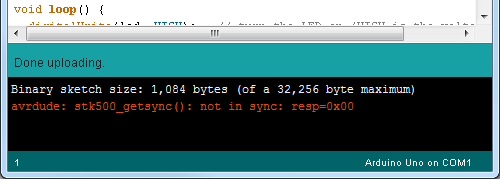 void loop() {
Done uploading.
Binary sketch size: 1,084 bytes (of a 32,256 byte maximum)
avrdude: stk500_getsync(): not in sync: resp=0x00
1
Arduino Uno on COM1